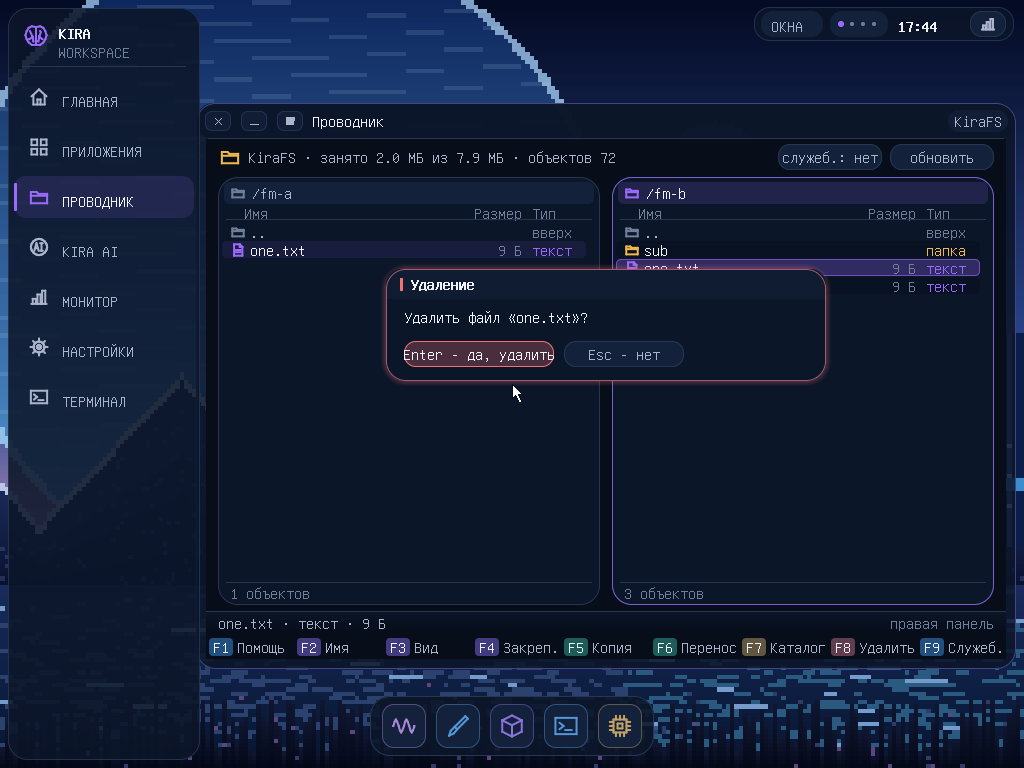 KIRA
WORKSPACE
ГЛАВНАЯ
ПРИЛОЖЕНИЯ
ПРОВОДНИК
KIRA AI
МОНИТОР
НАСТРОЙКИ
ТЕРМИНАЛ
ОКНА
17:44
Проводник
KiraFS
KiraFS · занято 2.0 МБ из 7.9 МБ · объектов 72
служеб.: нет
обновить
/fm-a
Имя Размер Тип
.. вверх
one.txt 9 Б текст
1 объектов
/fm-b
Имя Размер Тип
.. вверх
sub папка
one.txt 9 Б текст
9 Б текст
3 объектов
Удаление
Удалить файл «one.txt»?
Enter - да, удалить
Esc - нет
one.txt · текст · 9 Б
правая панель
F1 Помощь F2 Имя F3 Вид F4 Закреп. F5 Копия F6 Перенос F7 Каталог F8 Удалить F9 Служеб.